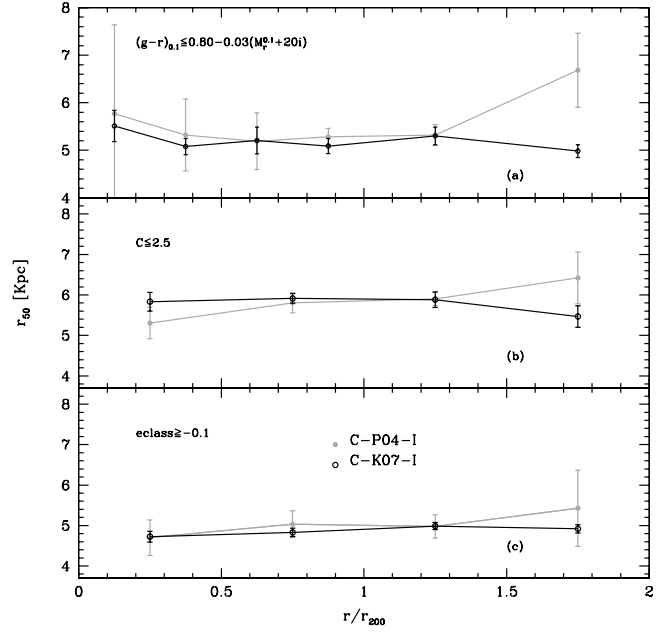 8
7
6
5
4
(g-r)₀.₁≤0.80-0.03(Mᵣ⁰·¹+20i)
(a)
8
7
6
5
4
C≤2.5
(b)
r₅₀ [Kpc]
8
7
6
5
4
eclass≥-0.1
C-P04-I
C-K07-I
(c)
0 0.5 1 1.5 2
r/r₂₀₀